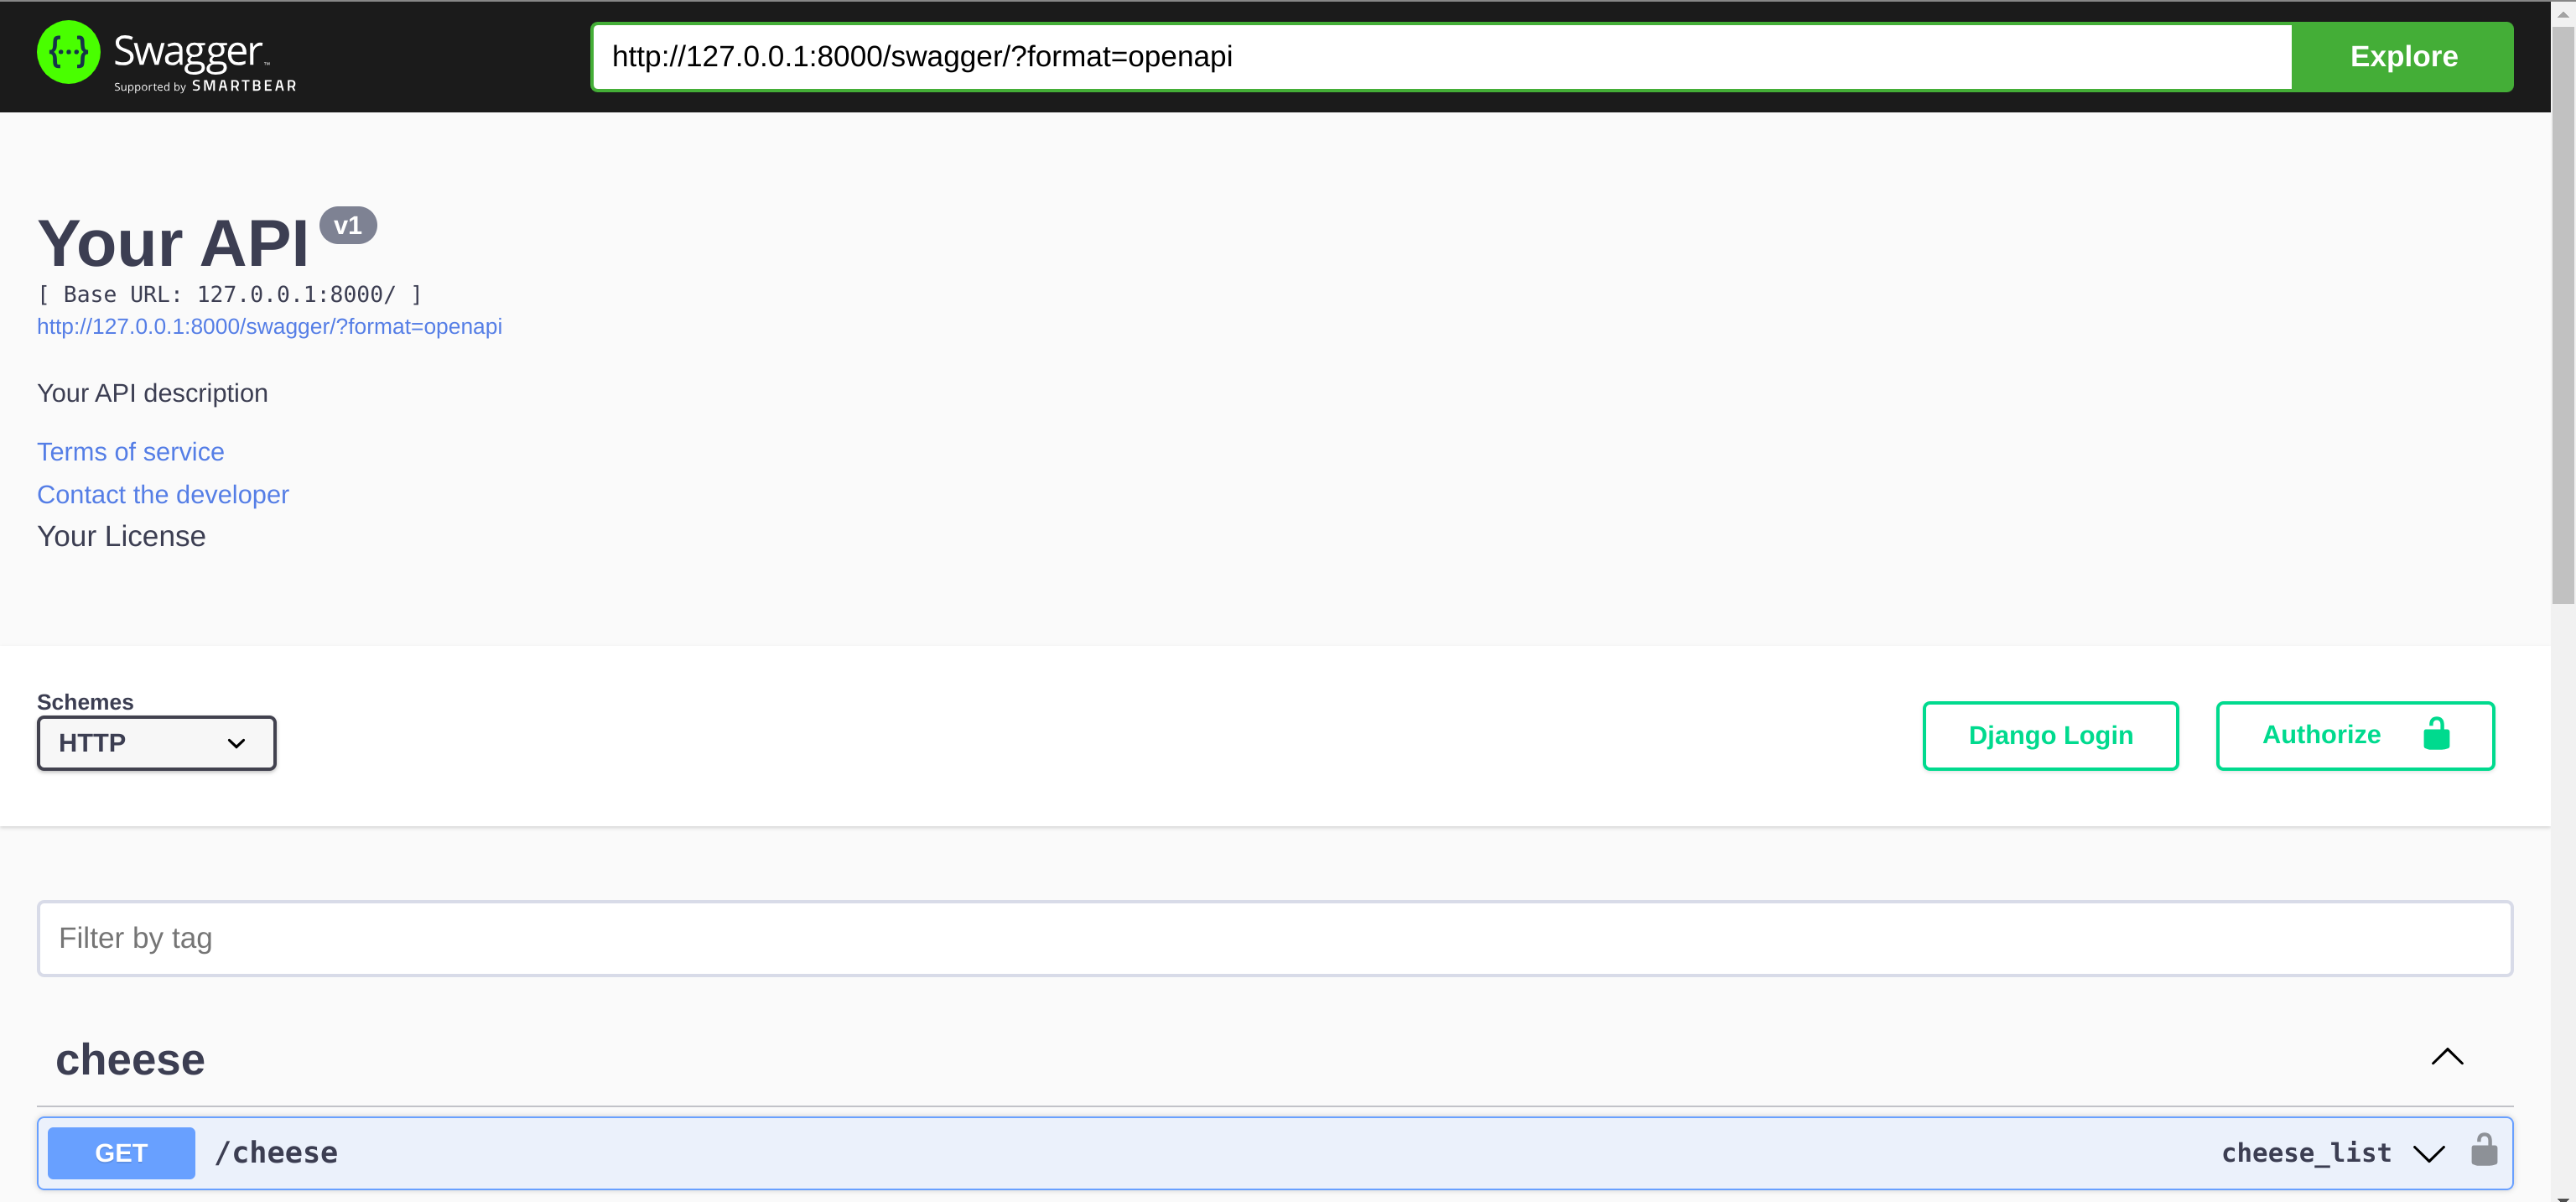 Swagger™
Supported by SMARTBEAR
http://127.0.0.1:8000/swagger/?format=openapi
Explore
Your API v1
[ Base URL: 127.0.0.1:8000/ ]
http://127.0.0.1:8000/swagger/?format=openapi
Your API description
Terms of service
Contact the developer
Your License
Schemes
HTTP
Django Login
Authorize
Filter by tag
cheese
GET /cheese cheese_list